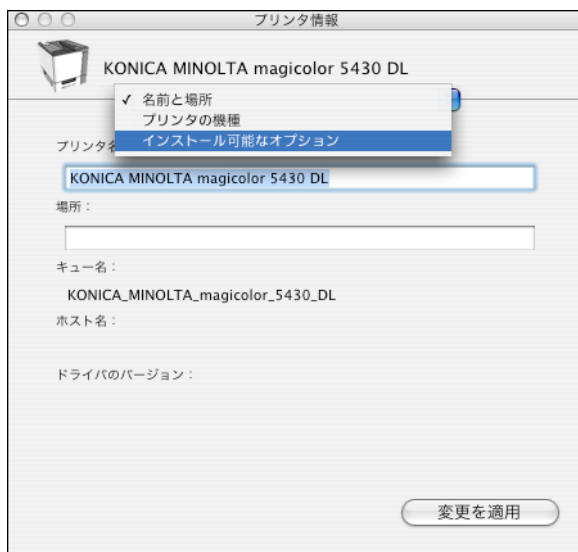 プリンタ情報
KONICA MINOLTA magicolor 5430 DL
✓ 名前と場所
プリンタの機種
インストール可能なオプション
プリンタ名
KONICA MINOLTA magicolor 5430 DL
場所：
キュー名：
KONICA_MINOLTA_magicolor_5430_DL
ホスト名：
ドライバのバージョン：
変更を適用